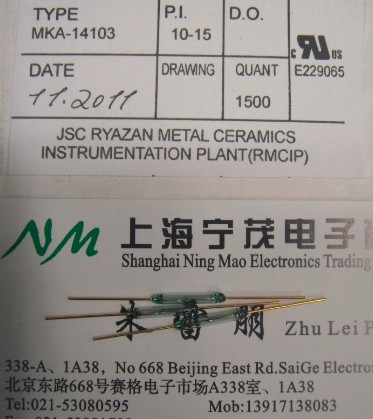 TYPE P.I. D.O.
MKA-14103 10-15
c RU US
DATE DRAWING QUANT E229065
11.2011 1500
JSC RYAZAN METAL CERAMICS
INSTRUMENTATION PLANT(RMCIP)
NM 上海宁茂电子
Shanghai Ning Mao Electronics Trading
朱雷朋 Zhu Lei P
338-A、1A38, No 668 Beijing East Rd.SaiGe Electro
北京东路668号赛格电子市场A338室、1A38
Tel:021-53080595 Mob:13917138083